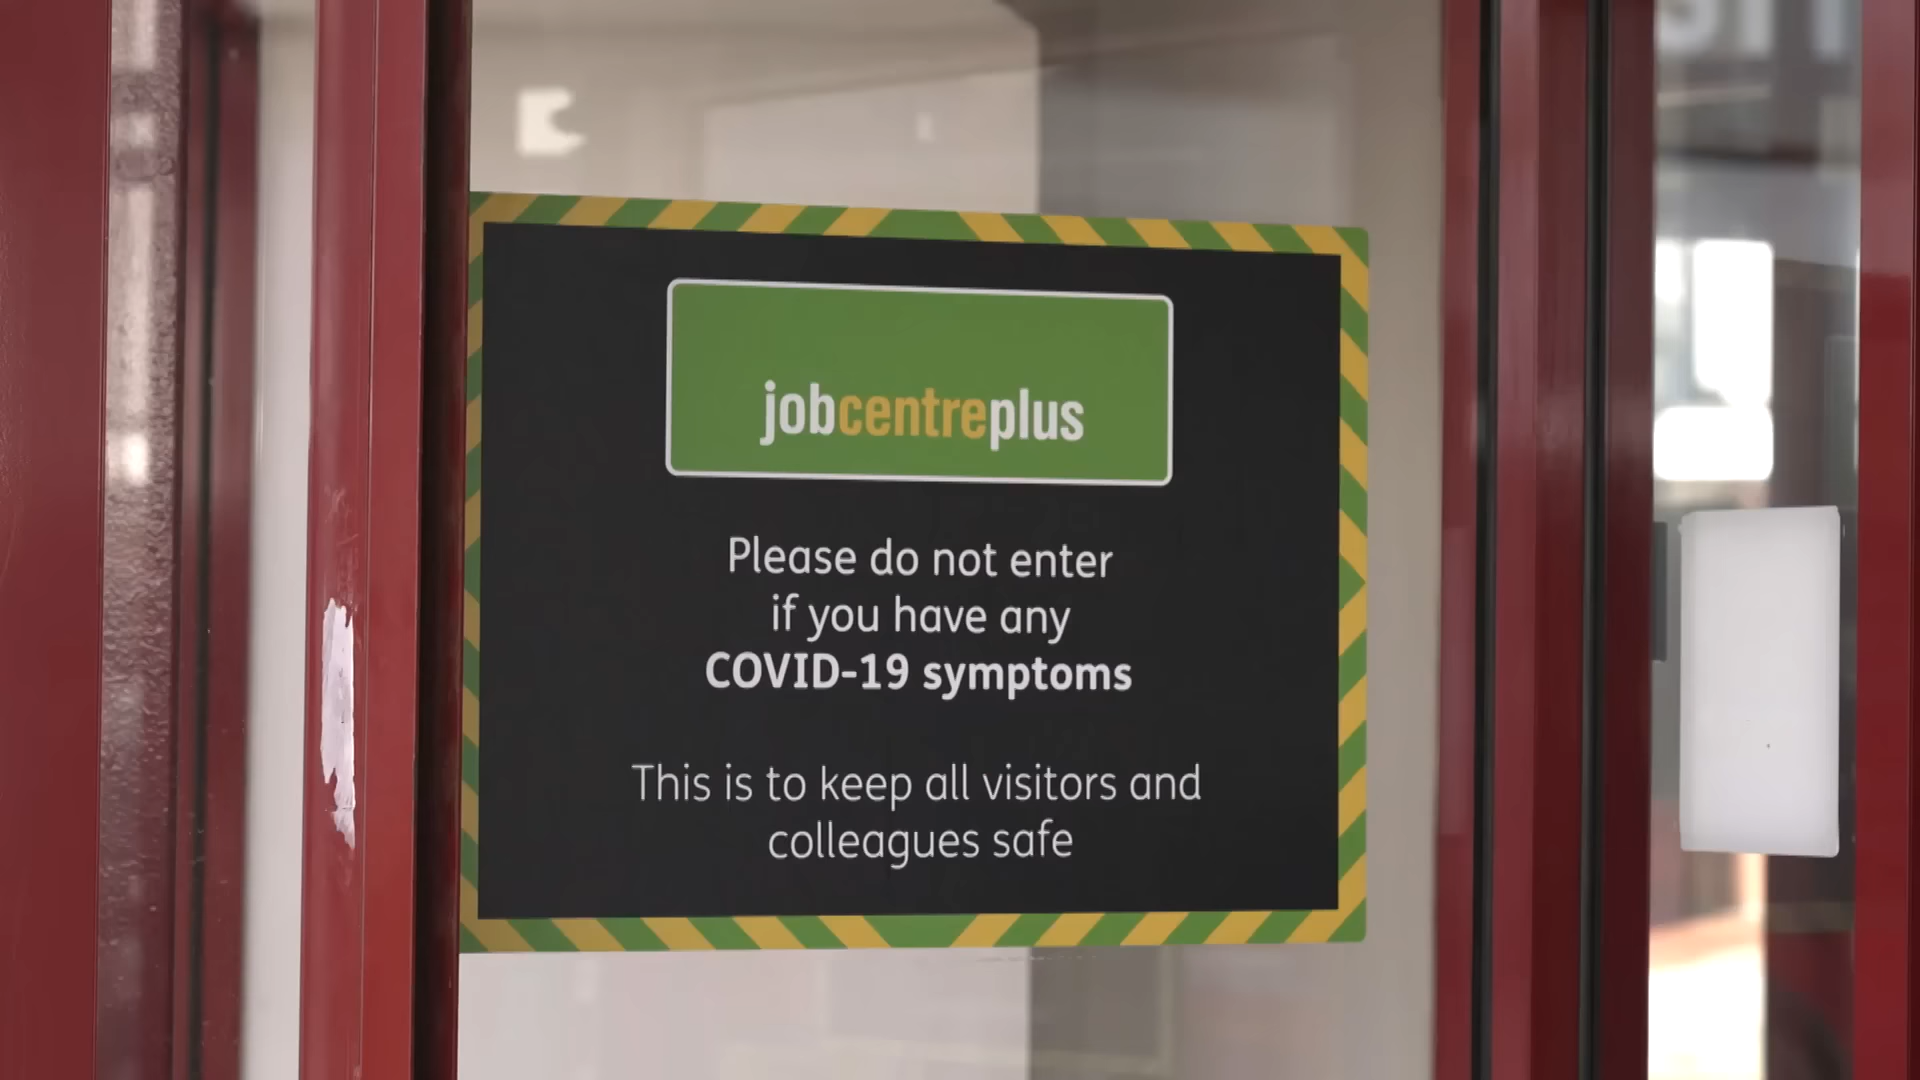 jobcentreplus
Please do not enter
if you have any
COVID-19 symptoms
This is to keep all visitors and
colleagues safe